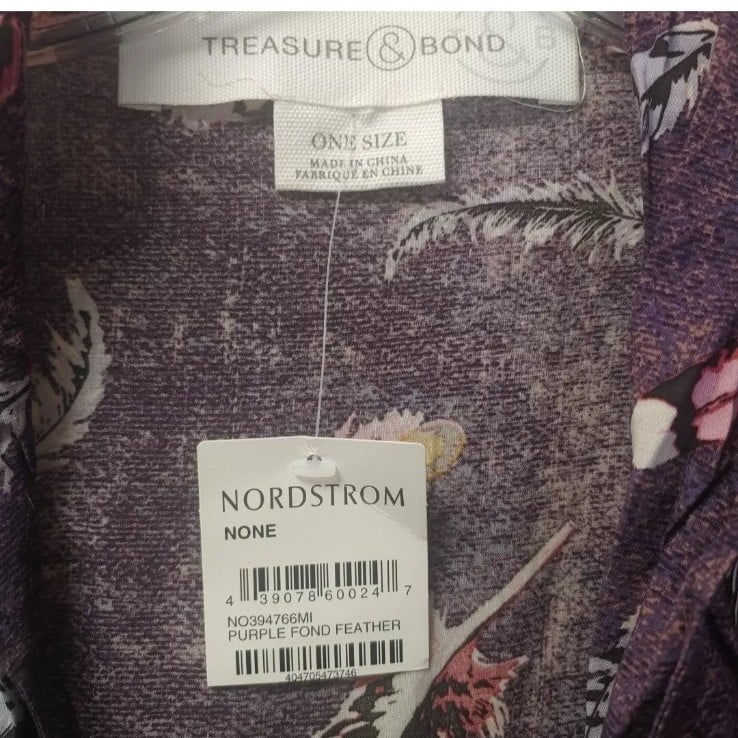 TREASURE & BOND
& B
ONE SIZE
MADE IN CHINA
FABRIQUÉ EN CHINE
NORDSTROM
NONE
4 39078 60024 7
NO394766MI
PURPLE FOND FEATHER
404705473746